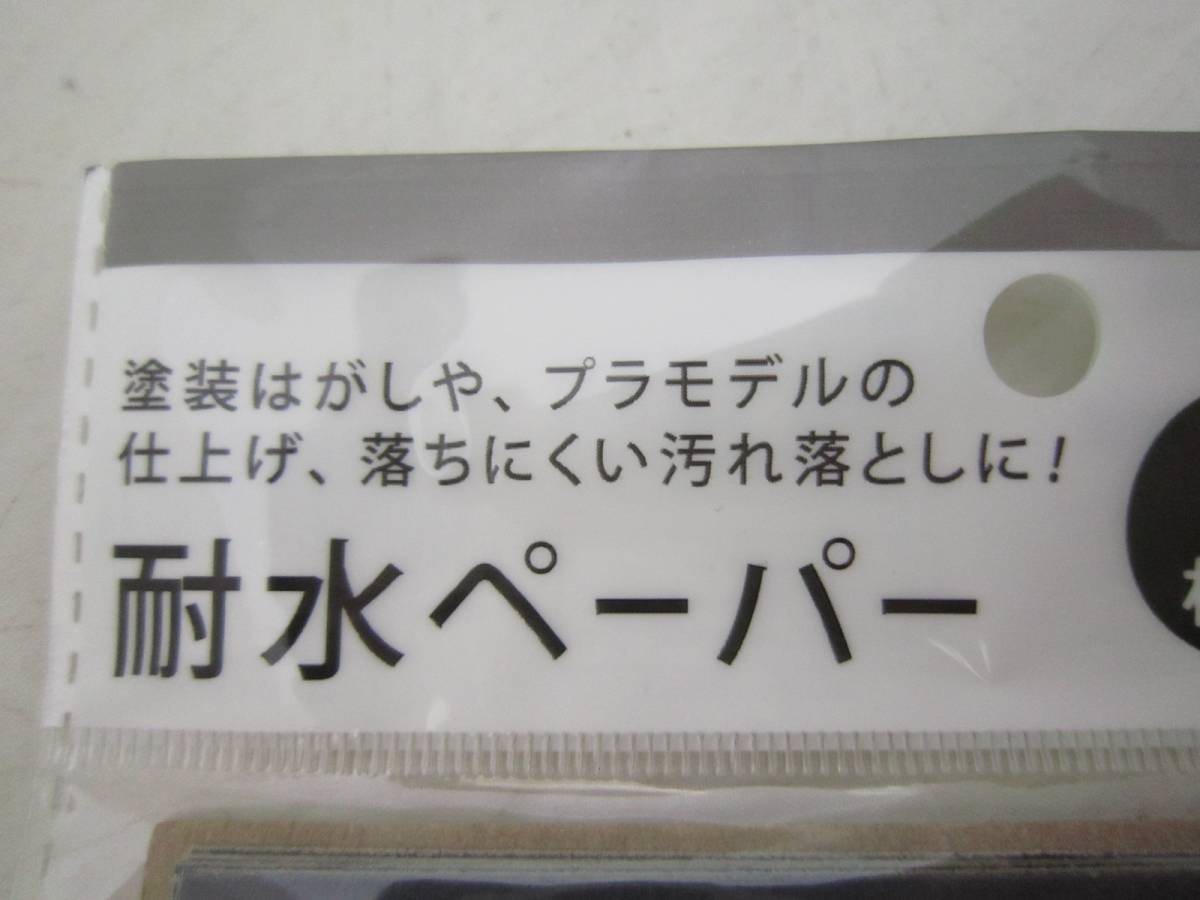 塗装はがしや、プラモデルの
仕上げ、落ちにくい汚れ落としに!
耐水ペーパー